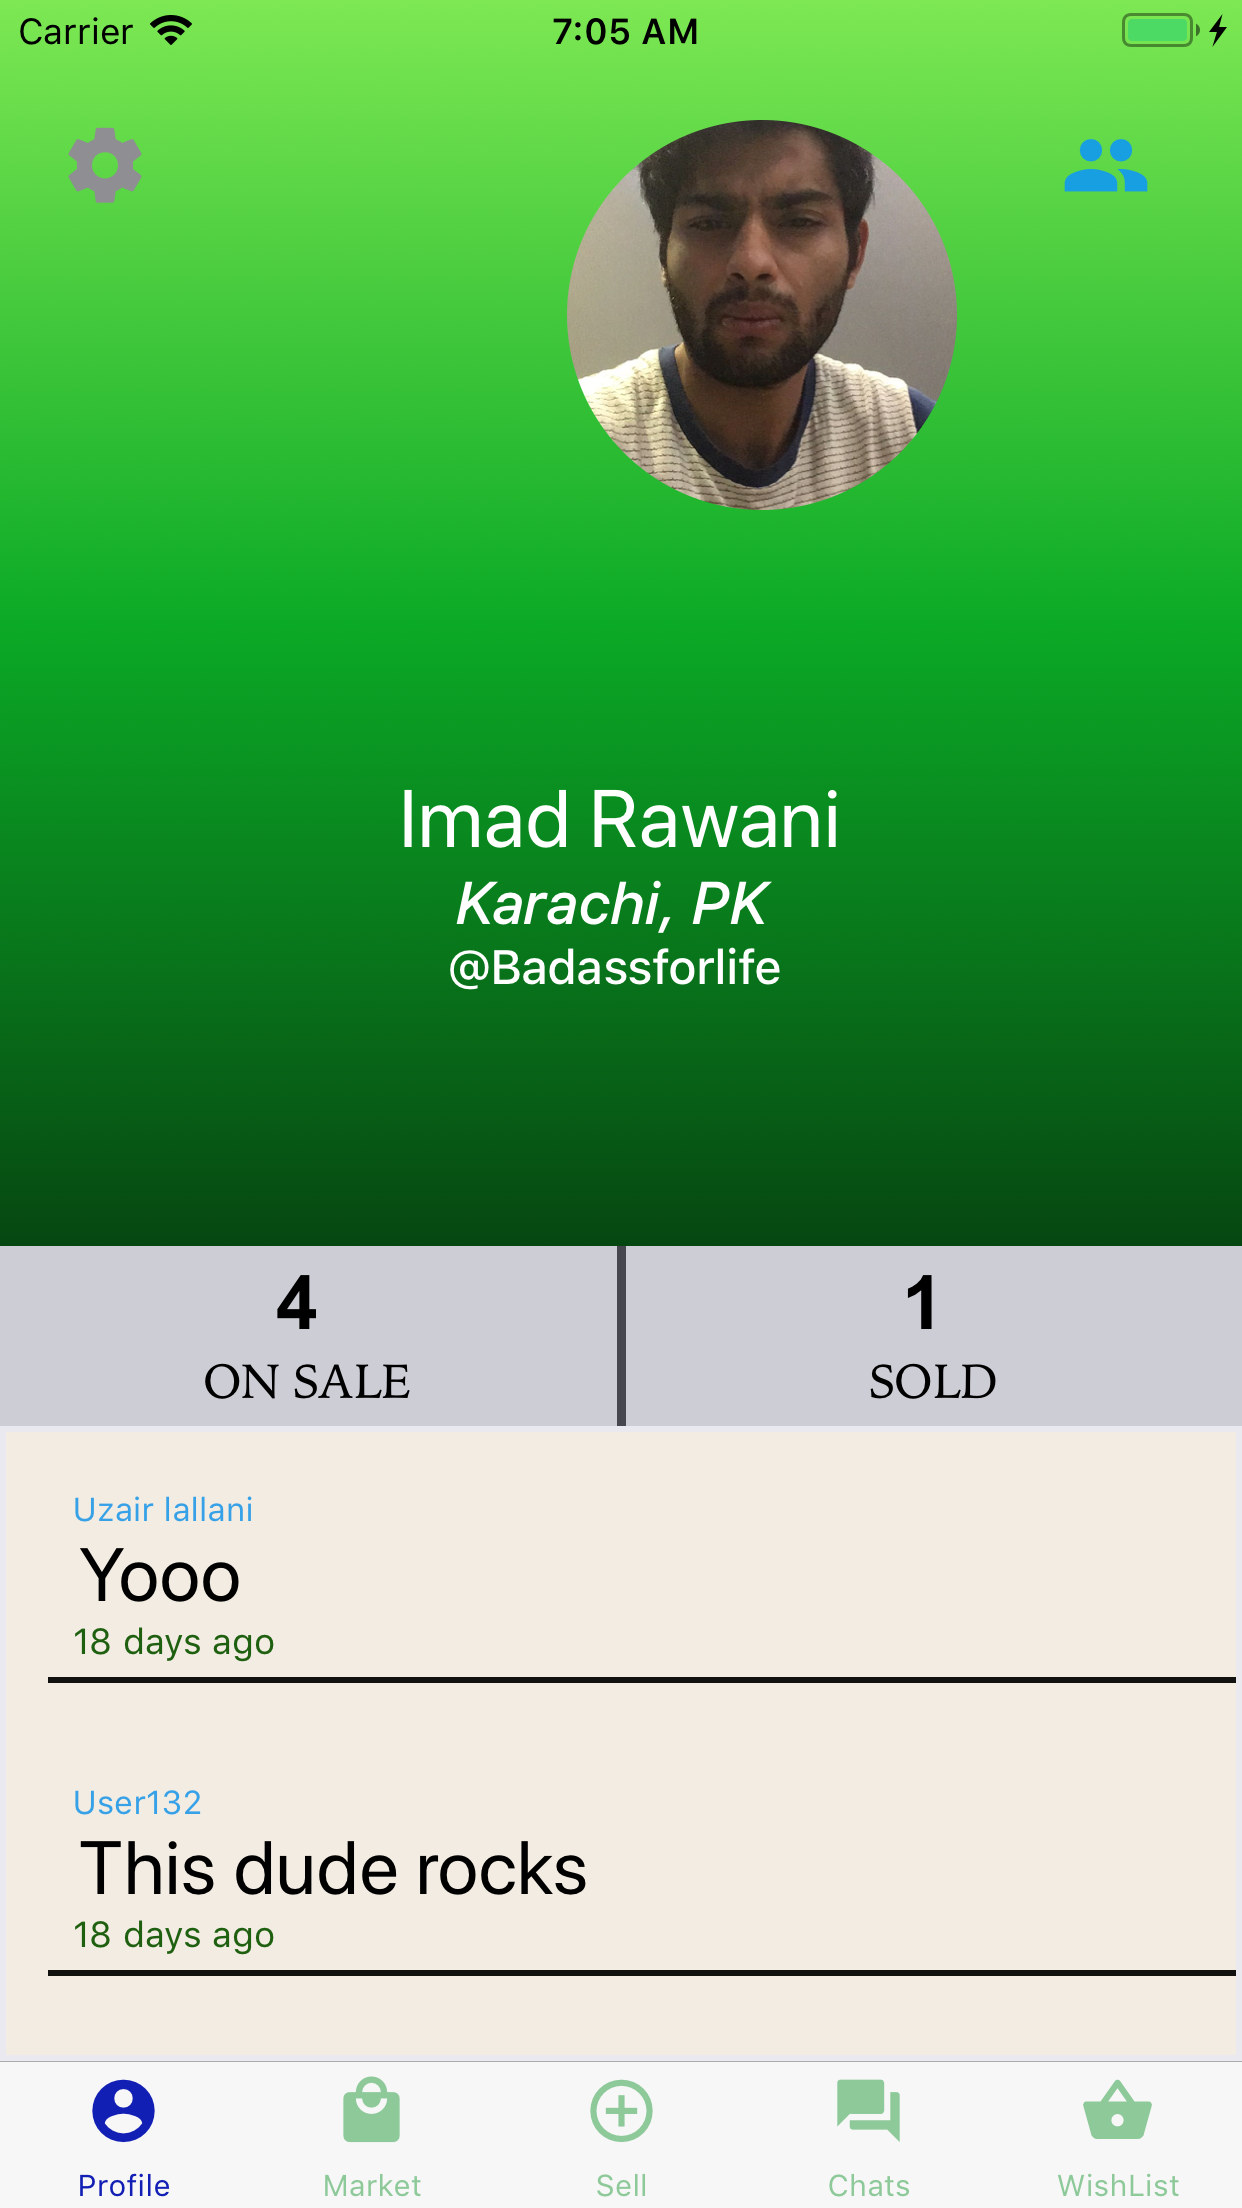 Carrier 7:05 AM
Imad Rawani
Karachi, PK
@Badassforlife
4 1
ON SALE SOLD
Uzair lallani
Yooo
18 days ago
User132
This dude rocks
18 days ago
Profile Market Sell Chats WishList